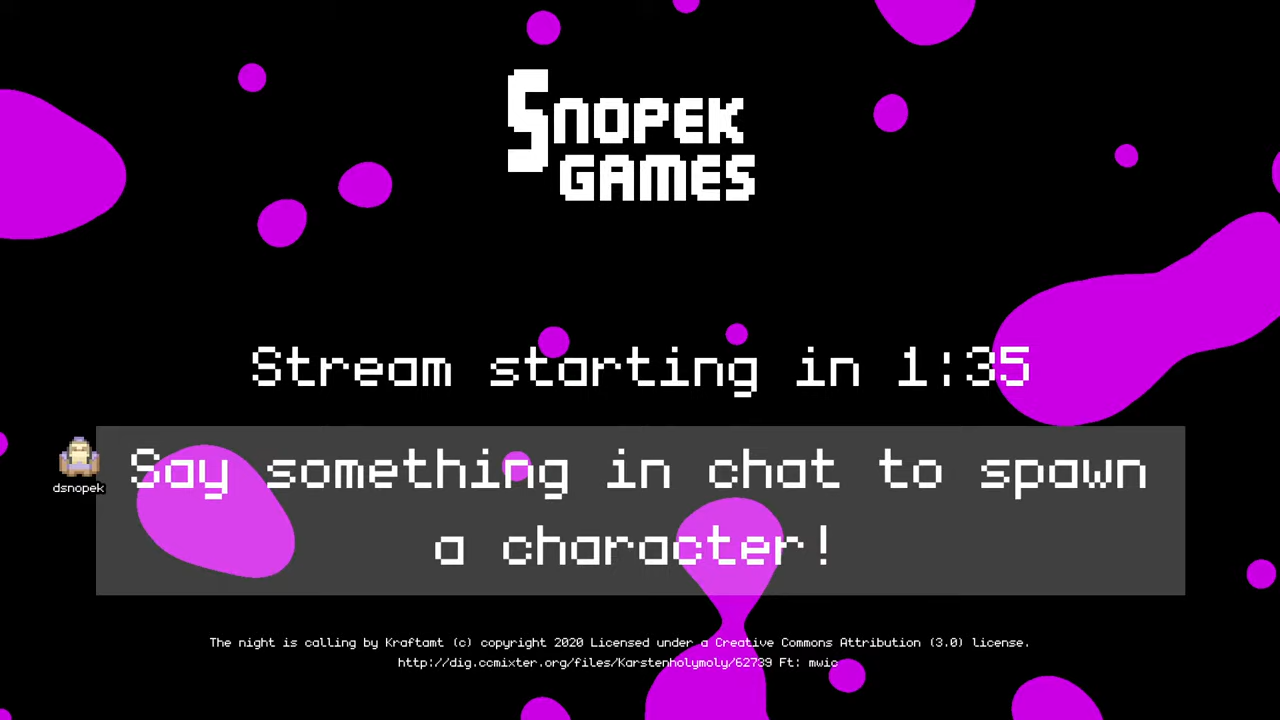 SNOPEK
GAMES
Stream starting in 1:35
Say something in chat to spawn
a character!
dsnopek
The night is calling by Kraftamt (c) copyright 2020 Licensed under a Creative Commons Attribution (3.0) license.
http://dig.ccmixter.org/files/Karstenholymoly/62739 Ft: mwic